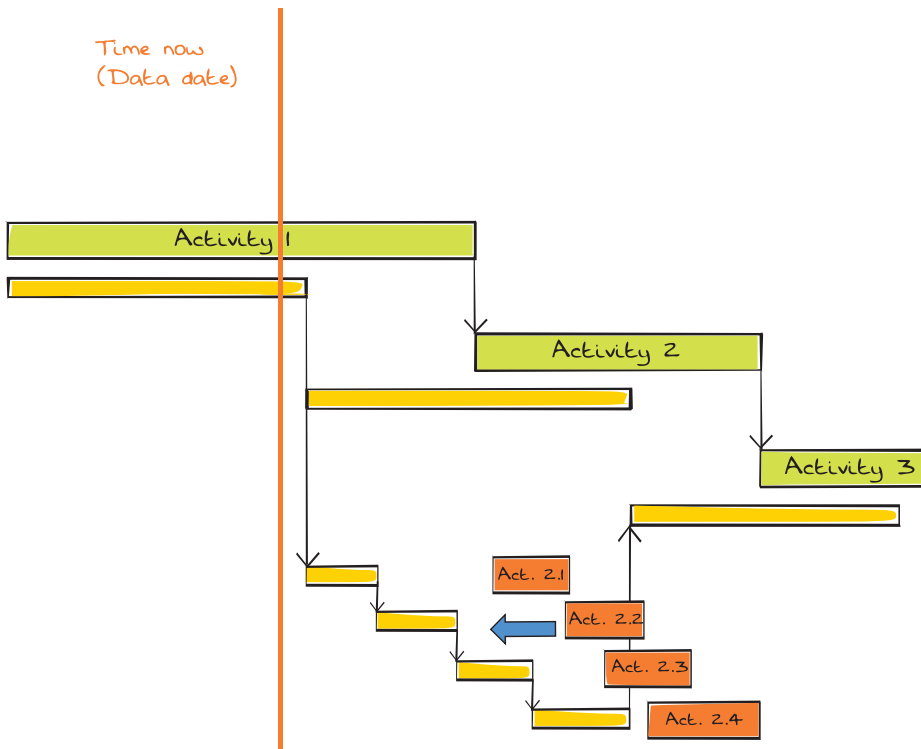 Time now
(Data date)
Activity 1
Activity 2
Activity 3
Act. 2.1
Act. 2.2
Act. 2.3
Act. 2.4